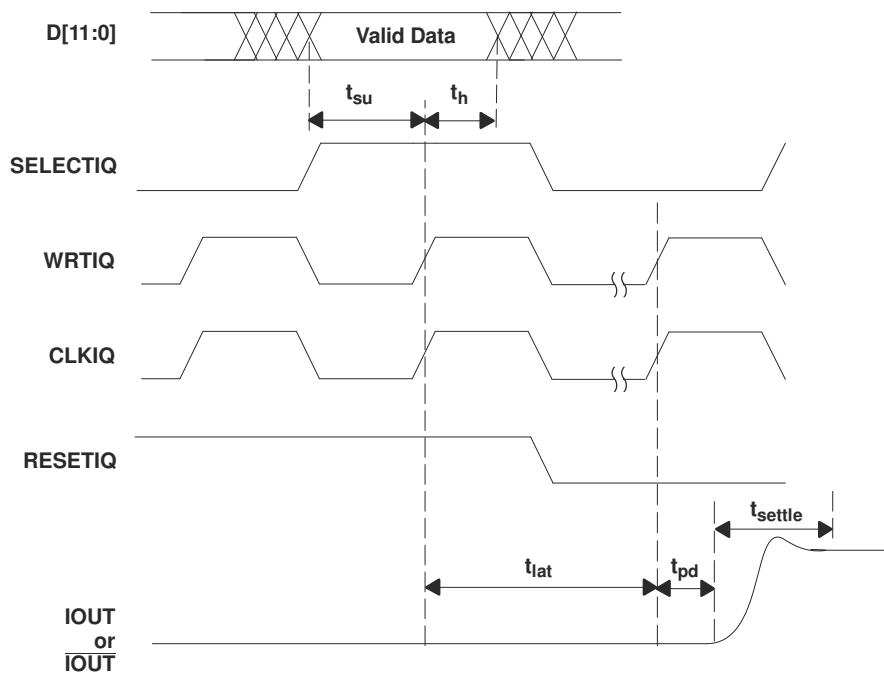 D[11:0]
Valid Data
tsu
th
SELECTIQ
WRTIQ
CLKIQ
RESETIQ
tsettle
tlat
tpd
IOUT
or
IOUT